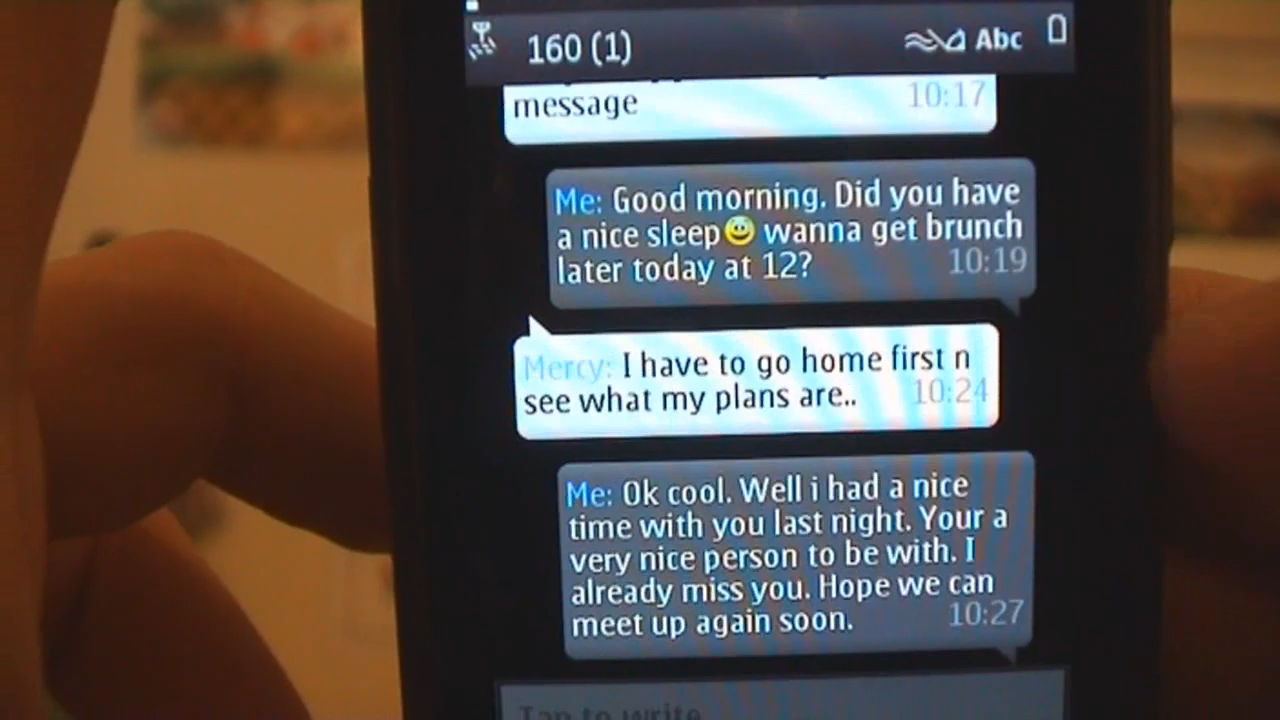 160 (1) Abc
message 10:17
Me: Good morning. Did you have
a nice sleep😀 wanna get brunch
later today at 12? 10:19
Mercy: I have to go home first n
see what my plans are.. 10:24
Me: Ok cool. Well i had a nice
time with you last night. Your a
very nice person to be with. I
already miss you. Hope we can
meet up again soon. 10:27
Tap to write